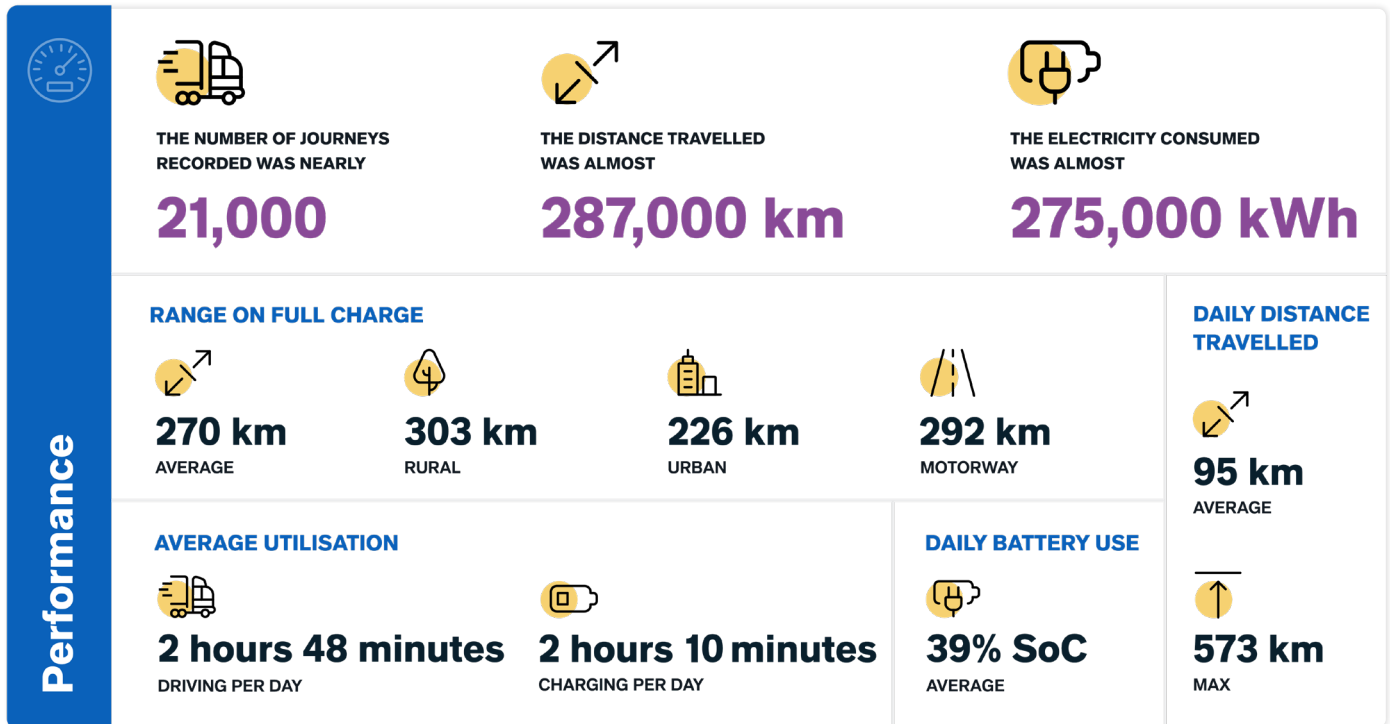 Performance
THE NUMBER OF JOURNEYS
RECORDED WAS NEARLY
21,000
THE DISTANCE TRAVELLED
WAS ALMOST
287,000 km
THE ELECTRICITY CONSUMED
WAS ALMOST
275,000 kWh
RANGE ON FULL CHARGE
270 km
AVERAGE
303 km
RURAL
226 km
URBAN
292 km
MOTORWAY
DAILY DISTANCE
TRAVELLED
95 km
AVERAGE
573 km
MAX
AVERAGE UTILISATION
2 hours 48 minutes
DRIVING PER DAY
2 hours 10 minutes
CHARGING PER DAY
DAILY BATTERY USE
39% SoC
AVERAGE